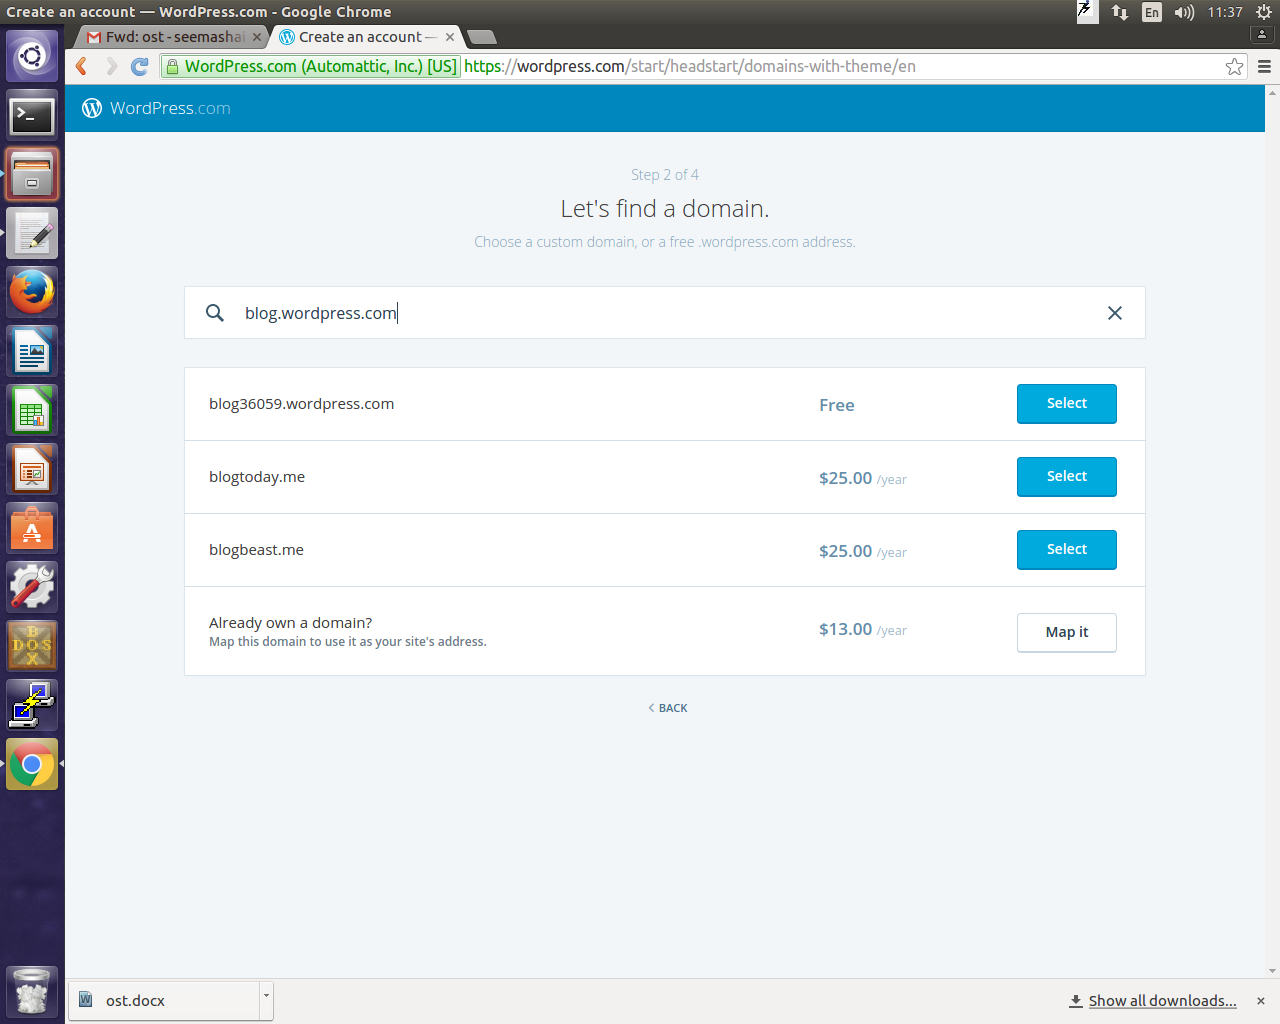 Create an account — WordPress.com - Google Chrome
En
11:37
Fwd: ost - seemashai
Create an account —
WordPress.com (Automattic, Inc.) [US]
https://wordpress.com/start/headstart/domains-with-theme/en
WordPress.com
Step 2 of 4
Let's find a domain.
Choose a custom domain, or a free .wordpress.com address.
blog.wordpress.com
blog36059.wordpress.com
Free
Select
blogtoday.me
$25.00 /year
Select
blogbeast.me
$25.00 /year
Select
Already own a domain?
Map this domain to use it as your site's address.
$13.00 /year
Map it
BACK
DOS
BOX
ost.docx
Show all downloads...